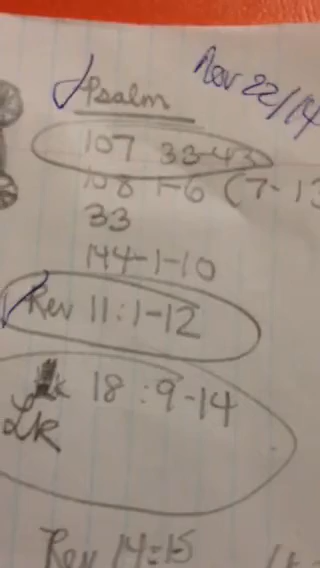 Nov 22/14
Psalm
107 33-43
108 1-6 (7-13
33
144-1-10
Rev 11:1-12
18:9-14
Lk
Rev 14:15